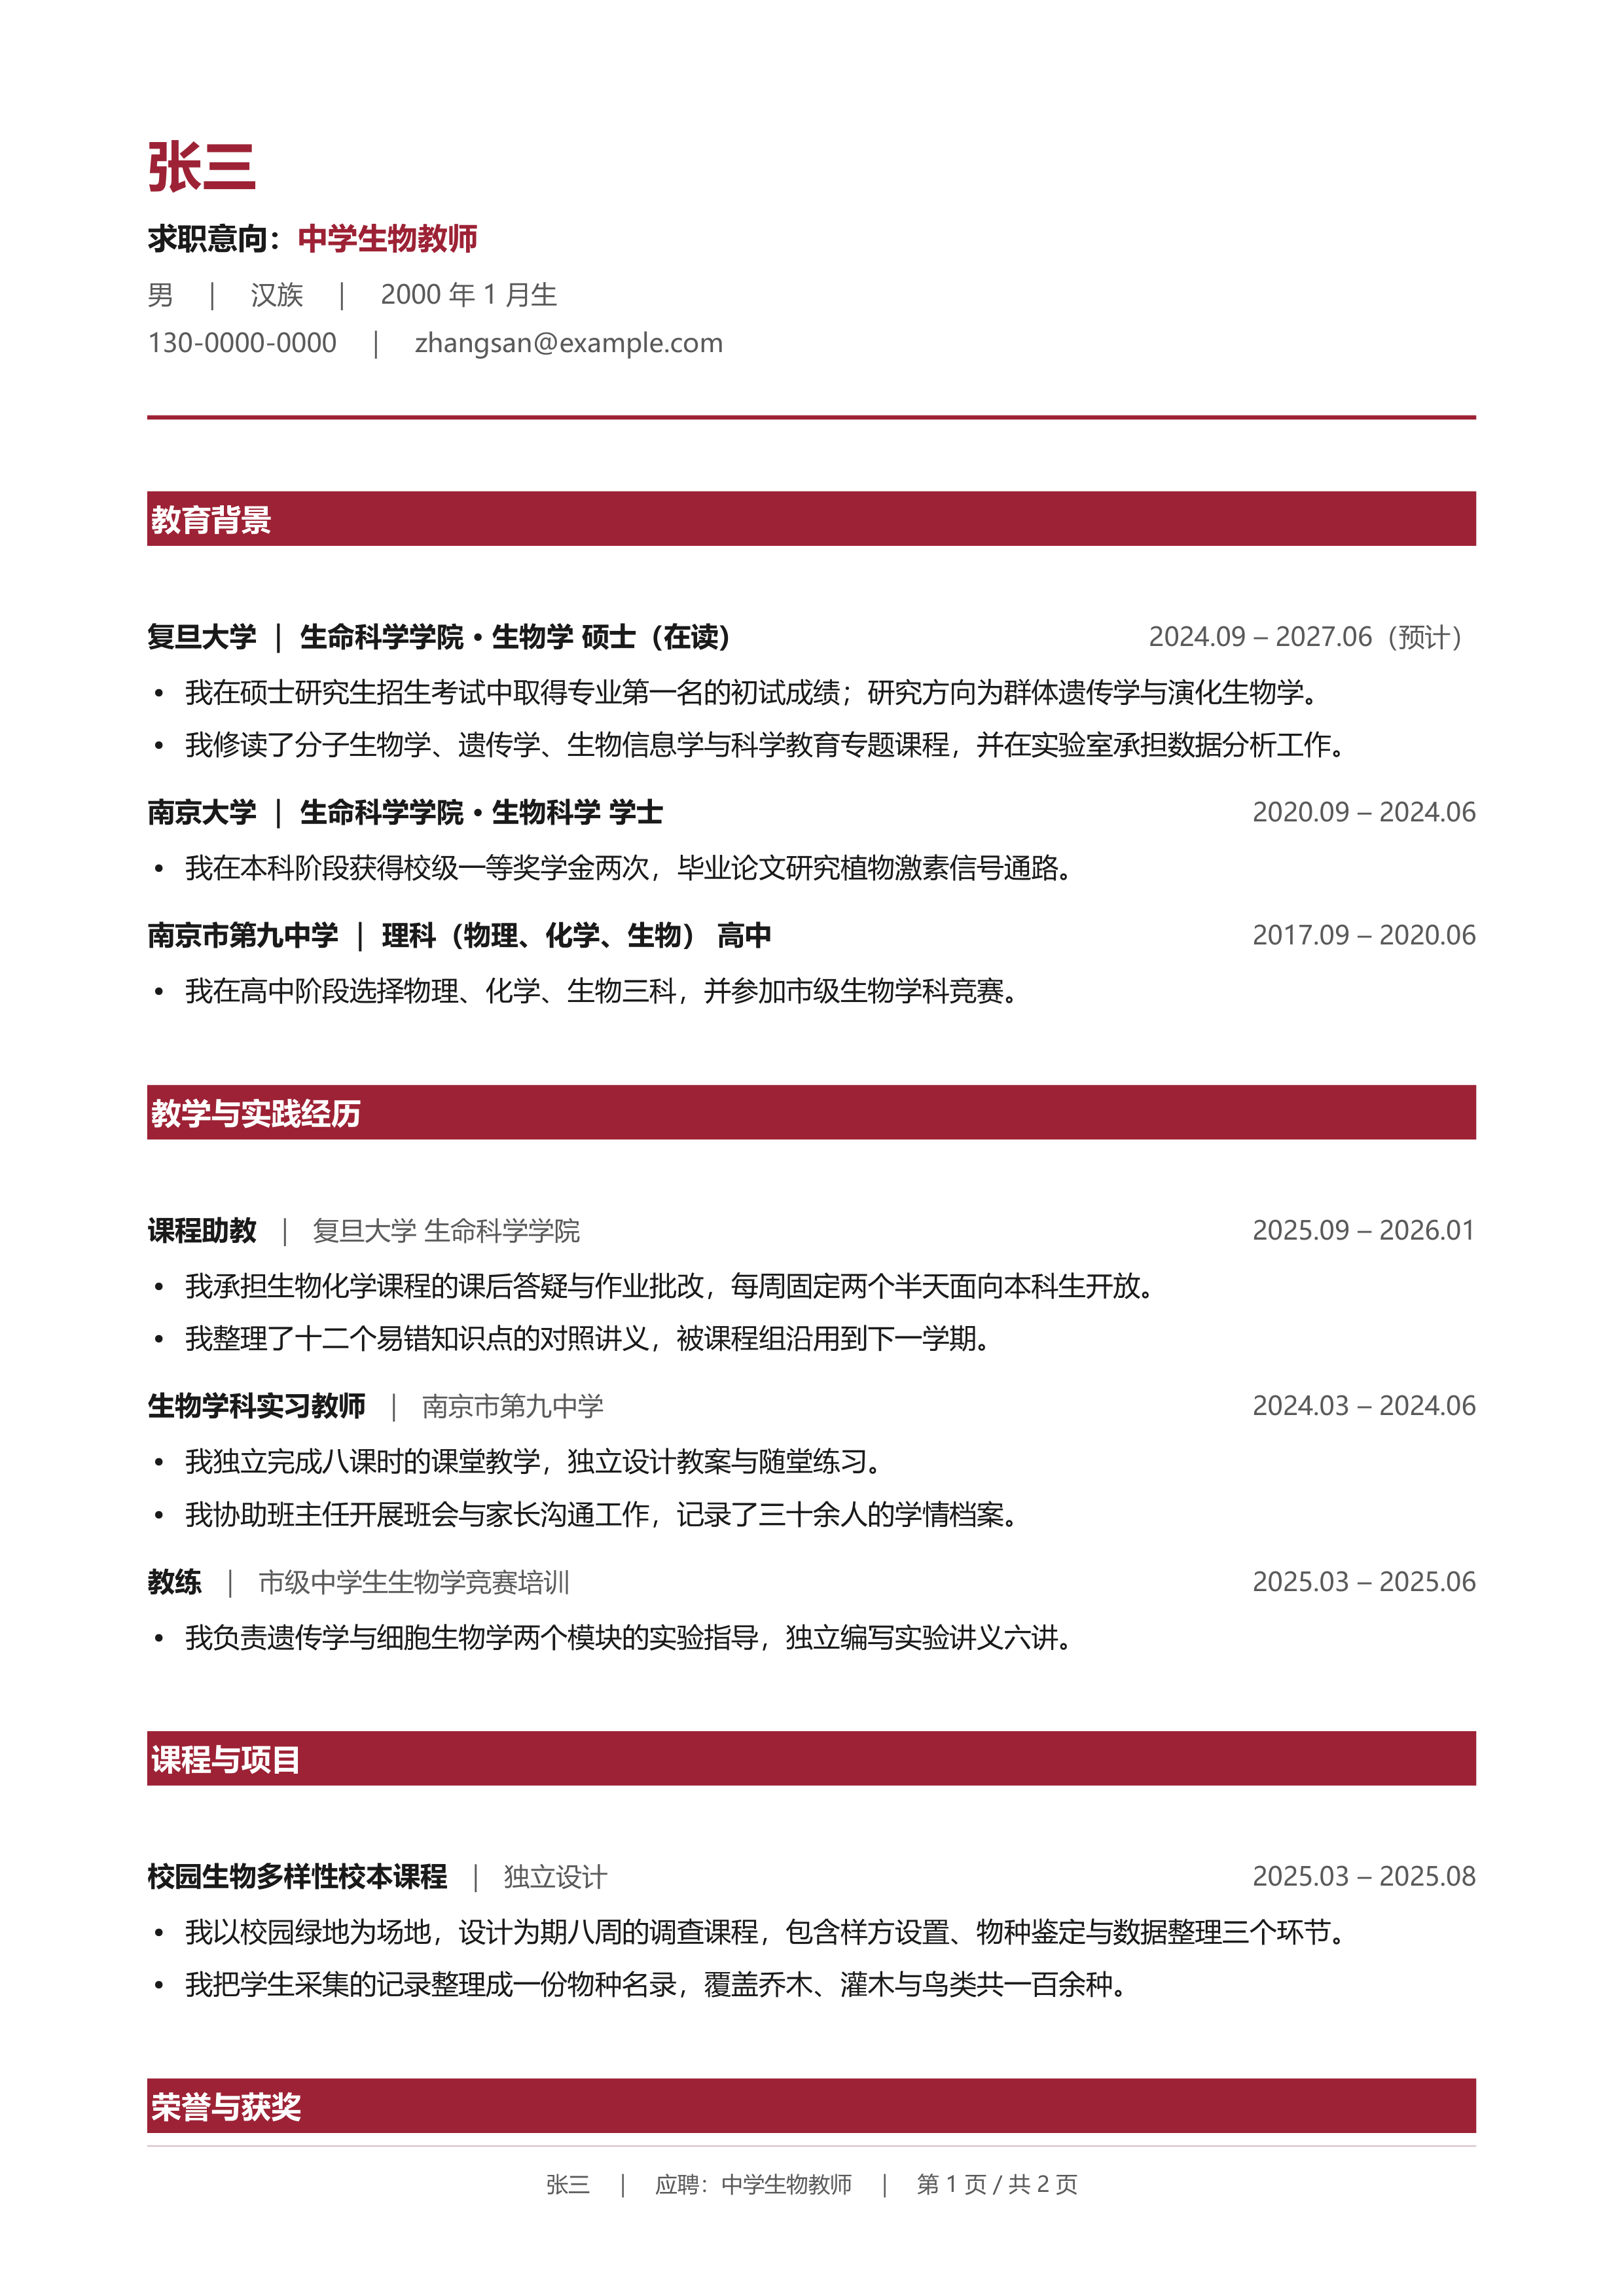 张三
求职意向：中学生物教师
男 | 汉族 | 2000 年 1 月生
130-0000-0000 | zhangsan@example.com
教育背景
复旦大学 | 生命科学学院 • 生物学 硕士（在读） 2024.09 – 2027.06（预计）
• 我在硕士研究生招生考试中取得专业第一名的初试成绩；研究方向为群体遗传学与演化生物学。
• 我修读了分子生物学、遗传学、生物信息学与科学教育专题课程，并在实验室承担数据分析工作。
南京大学 | 生命科学学院 • 生物科学 学士 2020.09 – 2024.06
• 我在本科阶段获得校级一等奖学金两次，毕业论文研究植物激素信号通路。
南京市第九中学 | 理科（物理、化学、生物） 高中 2017.09 – 2020.06
• 我在高中阶段选择物理、化学、生物三科，并参加市级生物学科竞赛。
教学与实践经历
课程助教 | 复旦大学 生命科学学院 2025.09 – 2026.01
• 我承担生物化学课程的课后答疑与作业批改，每周固定两个半天面向本科生开放。
• 我整理了十二个易错知识点的对照讲义，被课程组沿用到下一学期。
生物学科实习教师 | 南京市第九中学 2024.03 – 2024.06
• 我独立完成八课时的课堂教学，独立设计教案与随堂练习。
• 我协助班主任开展班会与家长沟通工作，记录了三十余人的学情档案。
教练 | 市级中学生生物学竞赛培训 2025.03 – 2025.06
• 我负责遗传学与细胞生物学两个模块的实验指导，独立编写实验讲义六讲。
课程与项目
校园生物多样性校本课程 | 独立设计 2025.03 – 2025.08
• 我以校园绿地为场地，设计为期八周的调查课程，包含样方设置、物种鉴定与数据整理三个环节。
• 我把学生采集的记录整理成一份物种名录，覆盖乔木、灌木与鸟类共一百余种。
荣誉与获奖
张三 | 应聘：中学生物教师 | 第 1 页 / 共 2 页